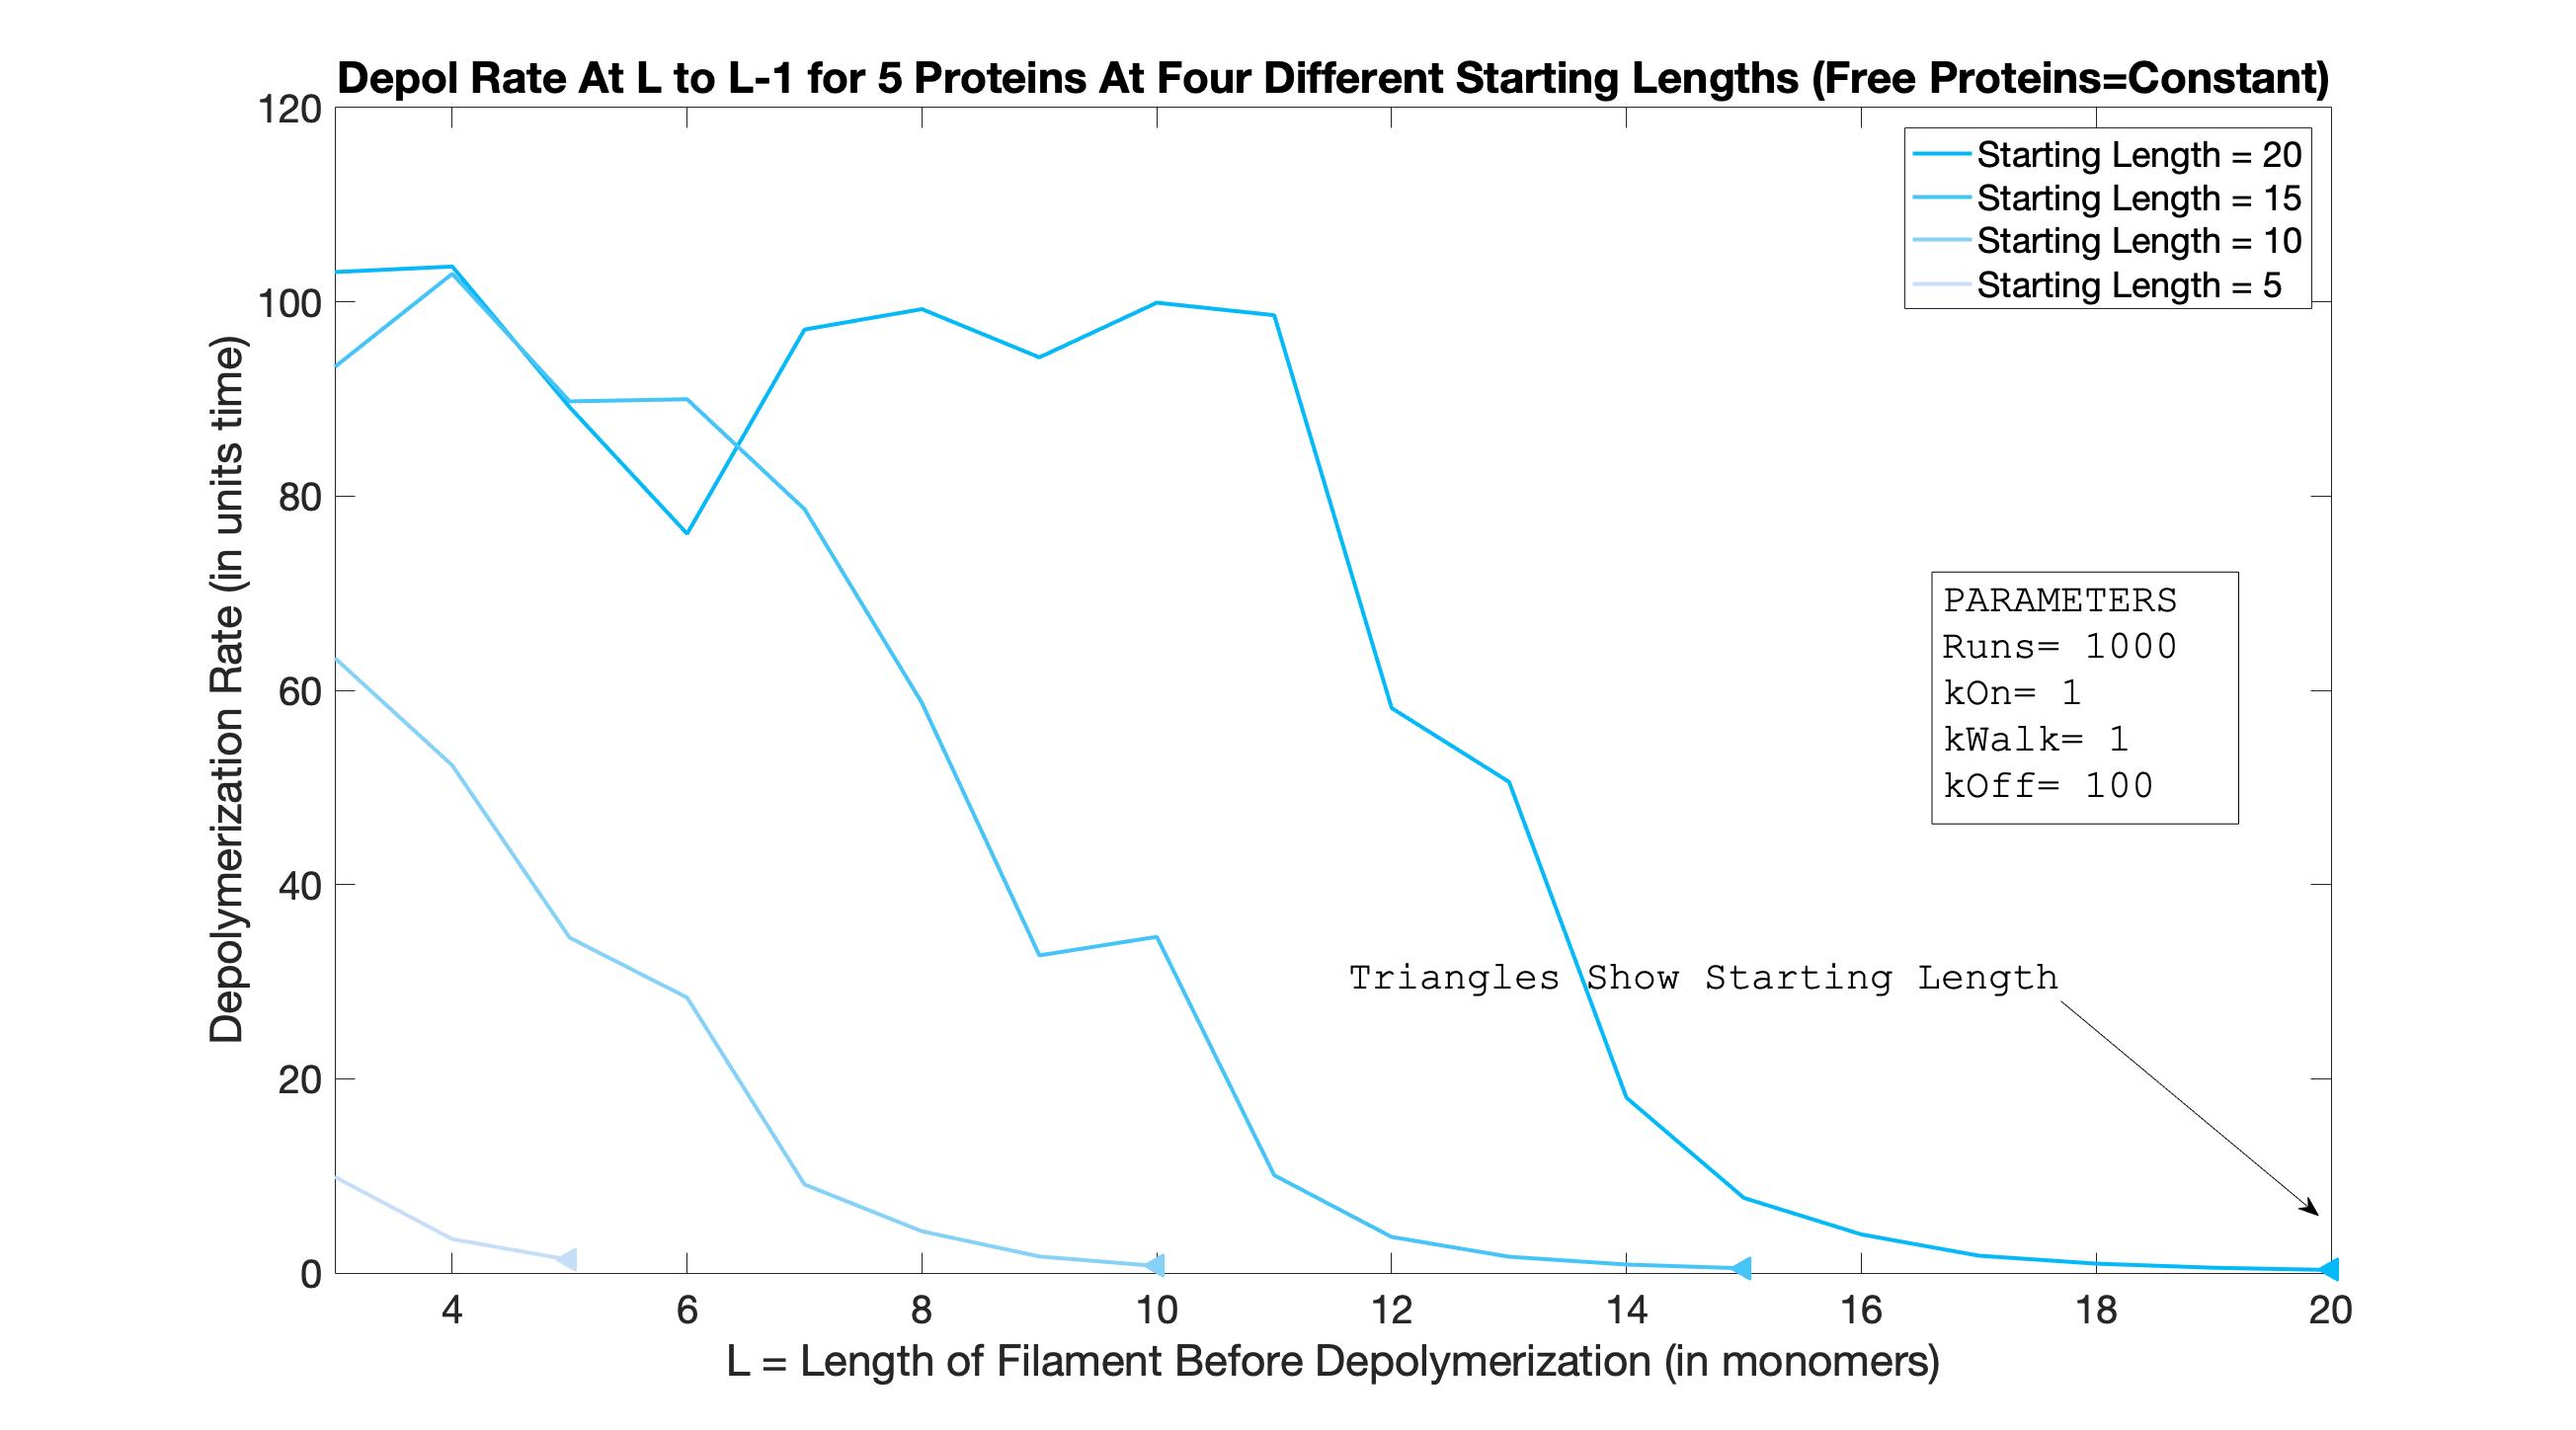 Depol Rate At L to L-1 for 5 Proteins At Four Different Starting Lengths (Free Proteins=Constant)
120
100
80
60
40
20
0
Depolymerization Rate (in units time)
Starting Length = 20
Starting Length = 15
Starting Length = 10
Starting Length = 5
PARAMETERS
Runs= 1000
kOn= 1
kWalk= 1
kOff= 100
Triangles Show Starting Length
4 6 8 10 12 14 16 18 20
L = Length of Filament Before Depolymerization (in monomers)